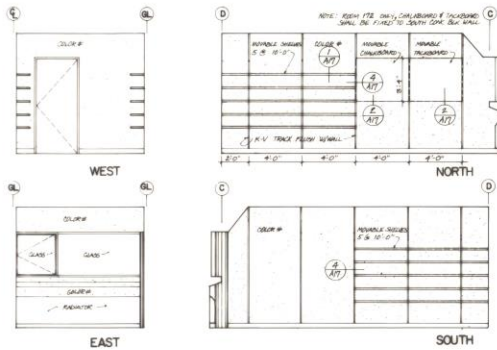 GL
COLOR #
WEST
D
C
NOTE: ROOM 172 ONLY, CHALKBOARD & TACKBOARD
SHALL BE FIXED TO SOUTH CONC BLK WALL
MOVABLE SHELVES
5 @ 10'-0"
COLOR #
MOVABLE
CHALKBOARD
MOVABLE
TACKBOARD
1
A17
4
A17
2
A17
2
A17
K-V TRACK FLUSH W/WALL
2'-0"
4'-0"
4'-0"
4'-0"
4'-0"
NORTH
GL
GL
COLOR #
GLASS
GLASS
COLOR #
RADIATOR
EAST
C
D
COLOR #
MOVABLE SHELVES
5 @ 10'-0"
4
A17
SOUTH